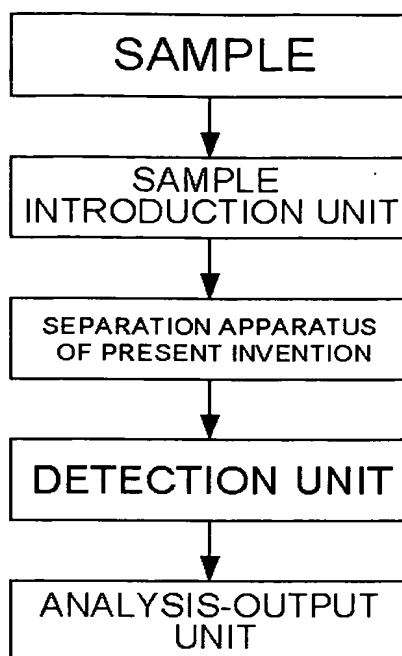 SAMPLE
SAMPLE
INTRODUCTION UNIT
SEPARATION APPARATUS
OF PRESENT INVENTION
DETECTION UNIT
ANALYSIS-OUTPUT
UNIT